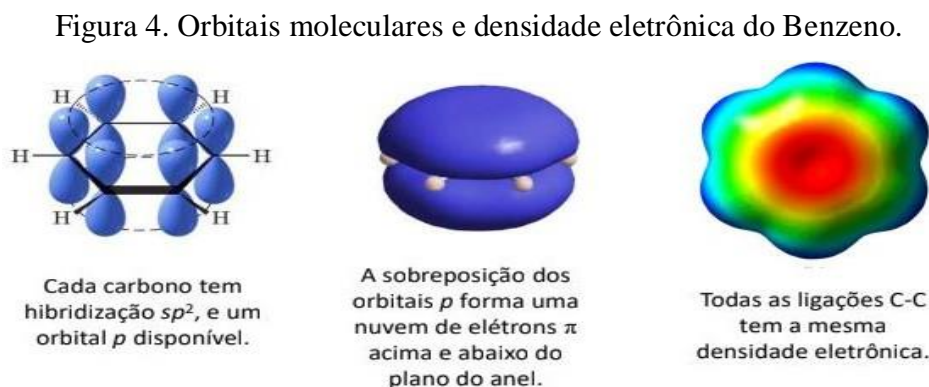 Figura 4. Orbitais moleculares e densidade eletrônica do Benzeno.
H
H
H
H
H
H
Cada carbono tem
hibridização sp², e um
orbital p disponível.
A sobreposição dos
orbitais p forma uma
nuvem de elétrons π
acima e abaixo do
plano do anel.
Todas as ligações C-C
tem a mesma
densidade eletrônica.